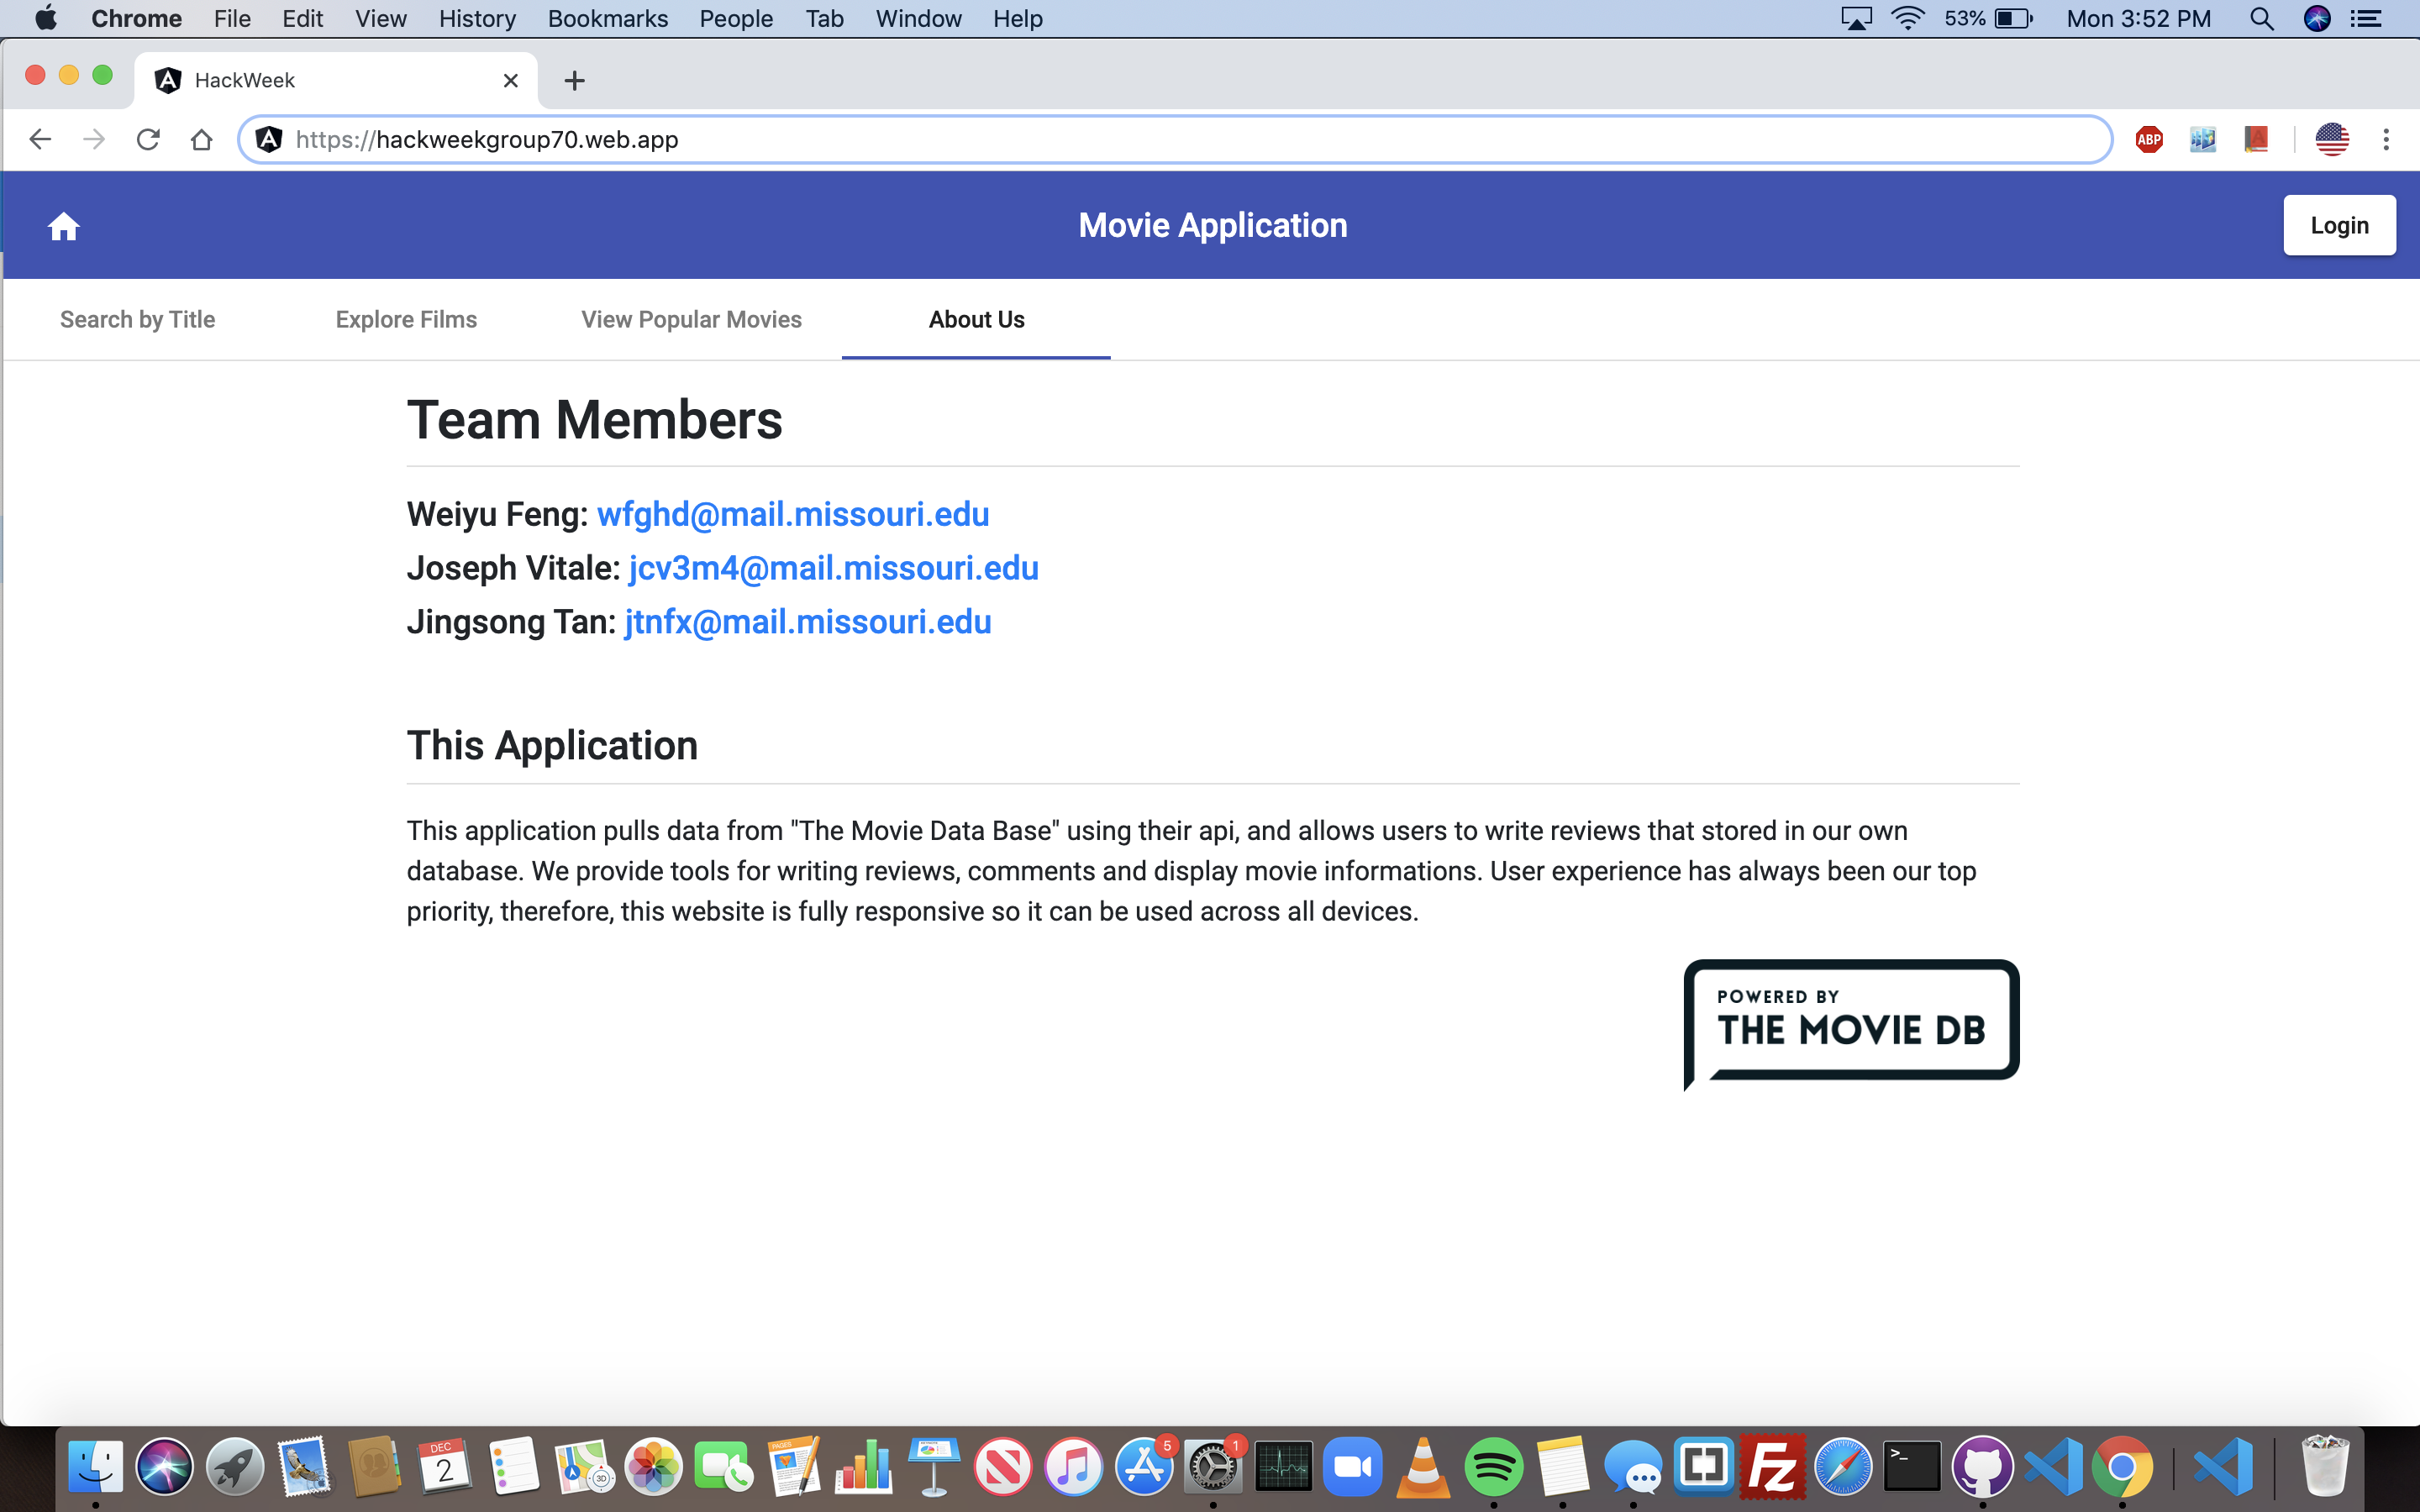 Chrome File Edit View History Bookmarks People Tab Window Help 53% Mon 3:52 PM
HackWeek
https://hackweekgroup70.web.app ABP
Movie Application Login
Search by Title Explore Films View Popular Movies About Us
Team Members
Weiyu Feng: wfghd@mail.missouri.edu
Joseph Vitale: jcv3m4@mail.missouri.edu
Jingsong Tan: jtnfx@mail.missouri.edu
This Application
This application pulls data from "The Movie Data Base" using their api, and allows users to write reviews that stored in our own
database. We provide tools for writing reviews, comments and display movie informations. User experience has always been our top
priority, therefore, this website is fully responsive so it can be used across all devices.
POWERED BY
THE MOVIE DB
DEC
2
3D
PAGES
5
1
Fz
>_